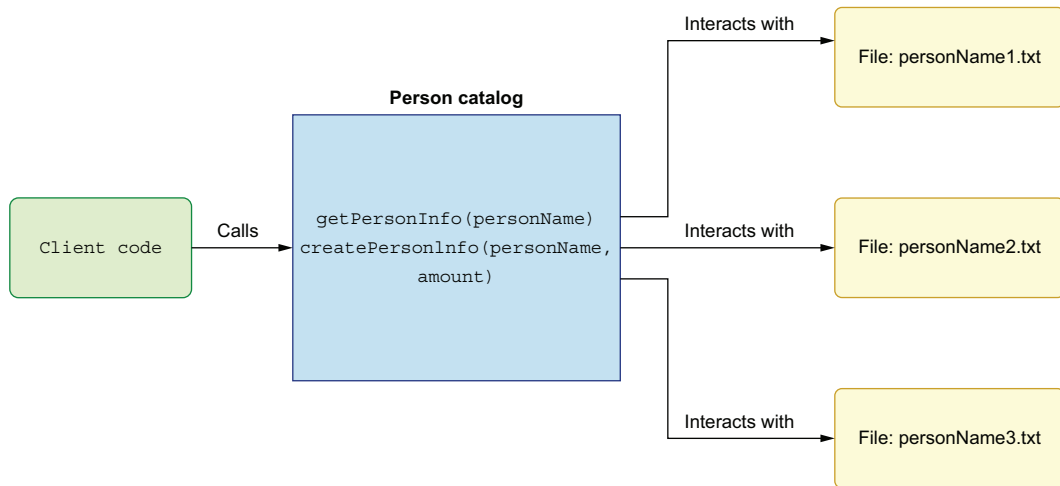 Interacts with
File: personName1.txt
Person catalog
Client code
Calls
getPersonInfo(personName)
createPersonlnfo(personName,
amount)
Interacts with
File: personName2.txt
Interacts with
File: personName3.txt